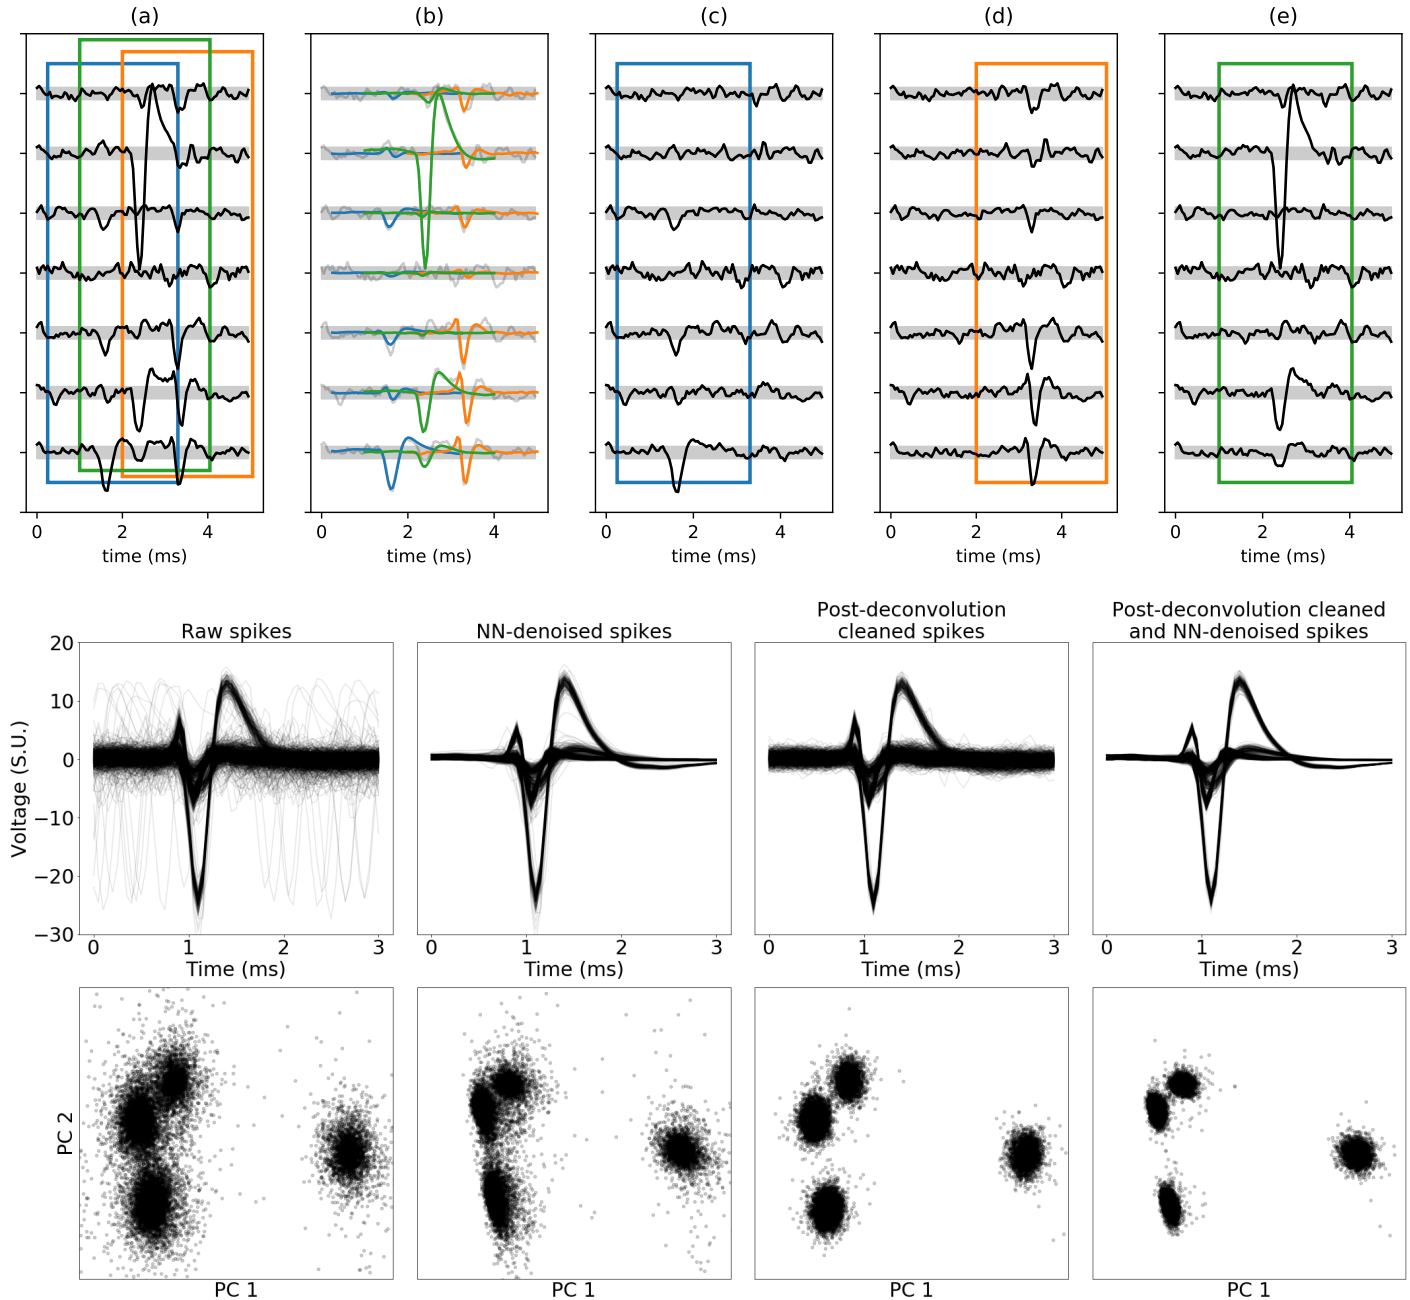 (a) (b) (c) (d) (e)
0 2 4 0 2 4 0 2 4 0 2 4 0 2 4
time (ms) time (ms) time (ms) time (ms) time (ms)
Post-deconvolution Post-deconvolution cleaned
Raw spikes NN-denoised spikes cleaned spikes and NN-denoised spikes
20
10
0
−10
−20
−30
Voltage (S.U.)
0 1 2 3 0 1 2 3 0 1 2 3 0 1 2 3
Time (ms) Time (ms) Time (ms) Time (ms)
PC 2
PC 1 PC 1 PC 1 PC 1